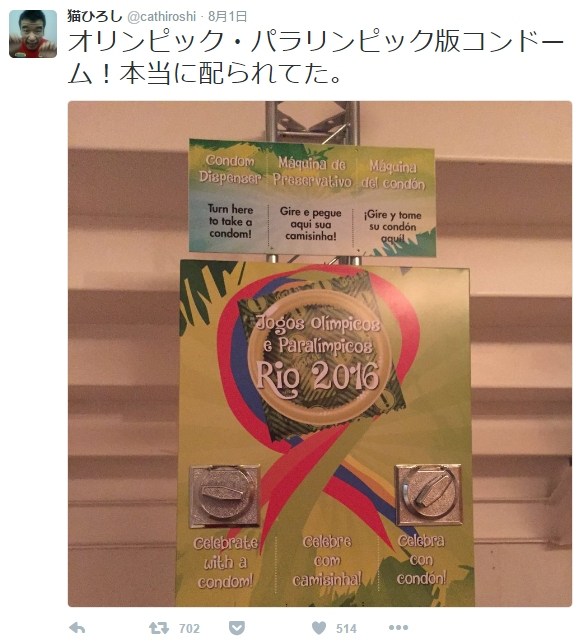 猫ひろし @cathiroshi · 8月1日
オリンピック・パラリンピック版コンドー
ム！本当に配られてた。
Condom
Dispenser
Turn here
to take a
condom!
Máquina de
Preservativo
Gire e pegue
aqui sua
camisinha!
Máquina
del condón
¡Gire y tome
su condón
aquí!
Jogos Olímpicos
e Paralímpicos
Rio 2016
Celebrate
with a
condom!
Celebre
com
camisinha!
Celebra
con
condón!
702
514